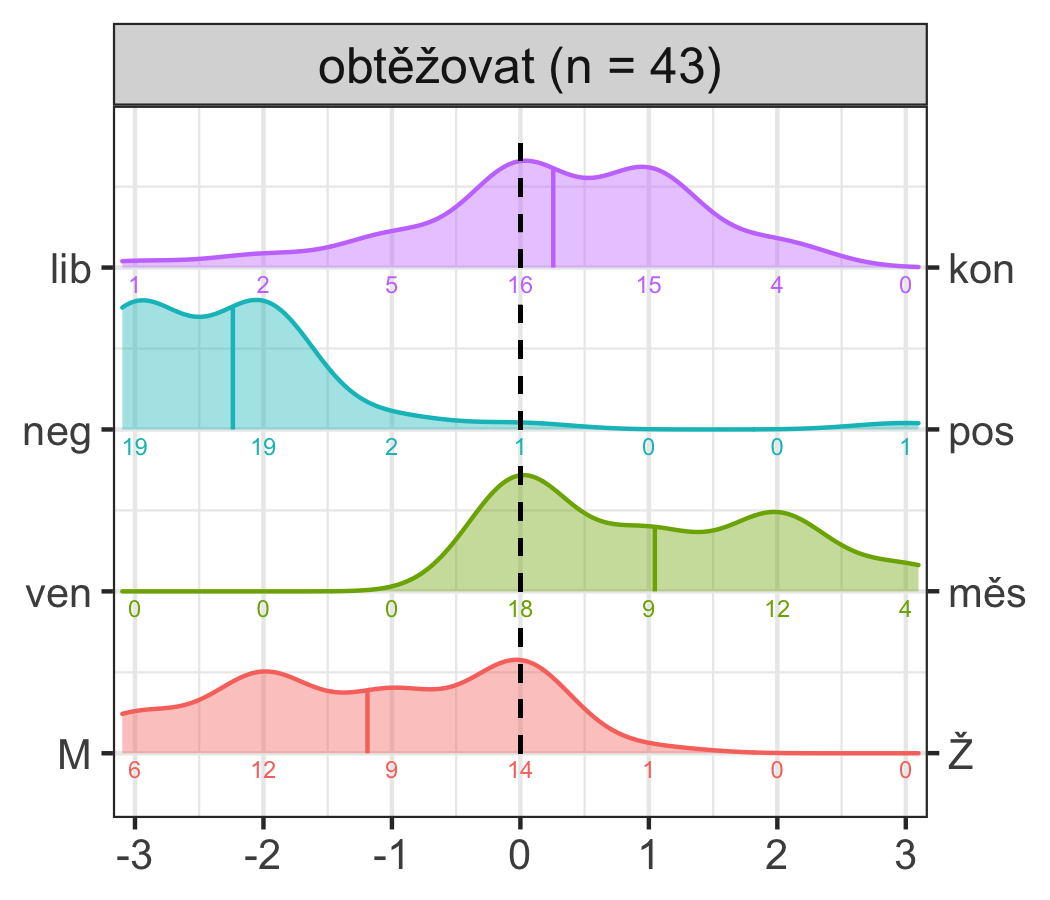 obtěžovat (n = 43)
lib kon
1 2 5 16 15 4 0
neg pos
19 19 2 1 0 0 1
ven měs
0 0 0 18 9 12 4
M Ž
6 12 9 14 1 0 0
-3 -2 -1 0 1 2 3